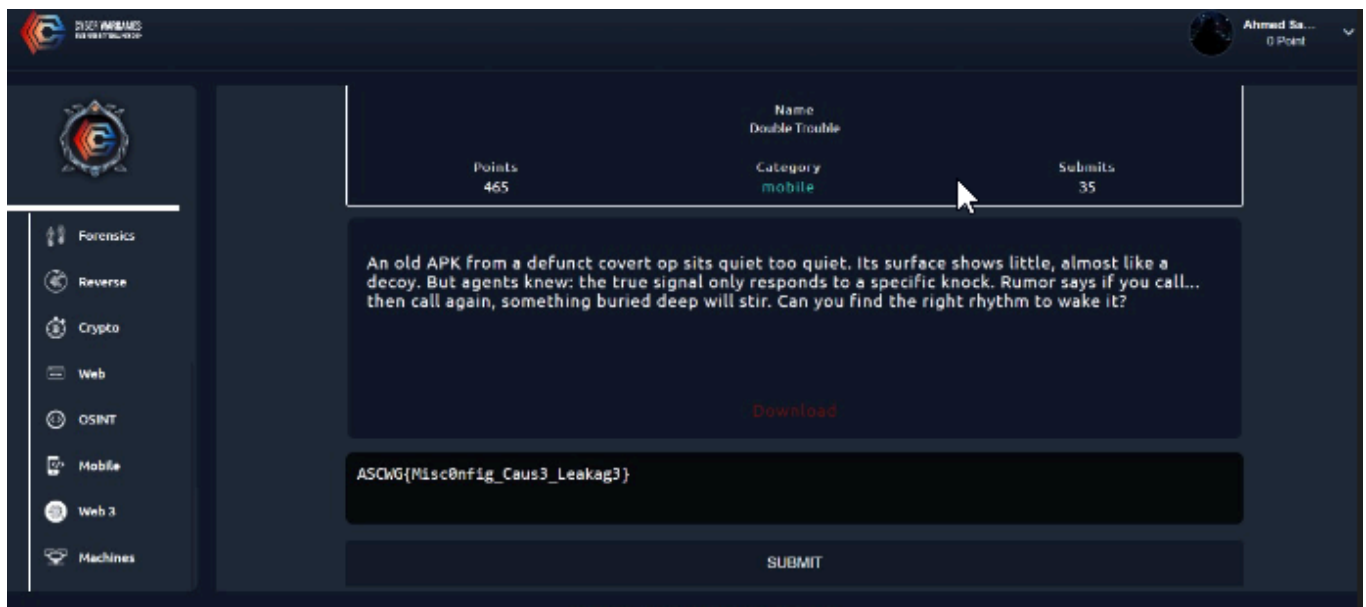 CYBER WARGAMES
Ahmed Sa...
0 Point
Name
Double Trouble
Points
Category
Submits
465
mobile
35
Forensics
Reverse
Crypto
Web
OSINT
Mobile
Web 3
Machines
An old APK from a defunct covert op sits quiet too quiet. Its surface shows little, almost like a
decoy. But agents knew: the true signal only responds to a specific knock. Rumor says if you call...
then call again, something buried deep will stir. Can you find the right rhythm to wake it?
Download
ASCWG{Misc0nfig_Caus3_Leakag3}
SUBMIT